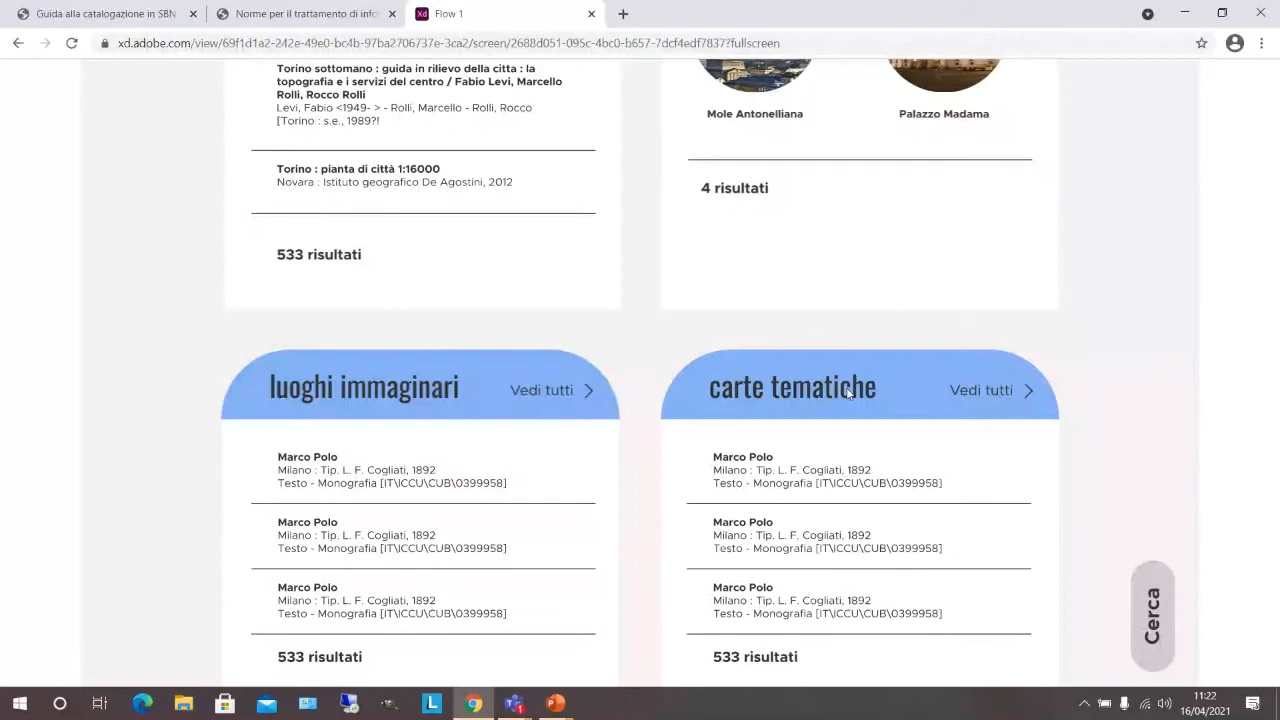 Guida alla catalogazione in SBN
Norme per il trattamento di info
Xd
Flow 1
xd.adobe.com/view/69f1d1a2-242e-49e0-bc4b-97ba2706737e-3ca2/screen/2688d051-095c-4bc0-b657-7dcf4edf7837?fullscreen
Torino sottomano : guida in rilievo della citta : la
topografia e i servizi del centro / Fabio Levi, Marcello
Rolli, Rocco Rolli
Levi, Fabio <1949- > - Rolli, Marcello - Rolli, Rocco
[Torino : s.e., 1989?!
Torino : pianta di città 1:16000
Novara : Istituto geografico De Agostini, 2012
533 risultati
Mole Antonelliana
Palazzo Madama
4 risultati
luoghi immaginari
Vedi tutti
Marco Polo
Milano : Tip. L. F. Cogliati, 1892
Testo - Monografia [IT\ICCU\CUB\0399958]
Marco Polo
Milano : Tip. L. F. Cogliati, 1892
Testo - Monografia [IT\ICCU\CUB\0399958]
Marco Polo
Milano : Tip. L. F. Cogliati, 1892
Testo - Monografia [IT\ICCU\CUB\0399958]
533 risultati
carte tematiche
Vedi tutti
Marco Polo
Milano : Tip. L. F. Cogliati, 1892
Testo - Monografia [IT\ICCU\CUB\0399958]
Marco Polo
Milano : Tip. L. F. Cogliati, 1892
Testo - Monografia [IT\ICCU\CUB\0399958]
Marco Polo
Milano : Tip. L. F. Cogliati, 1892
Testo - Monografia [IT\ICCU\CUB\0399958]
533 risultati
Cerca
L
1
11:22
16/04/2021